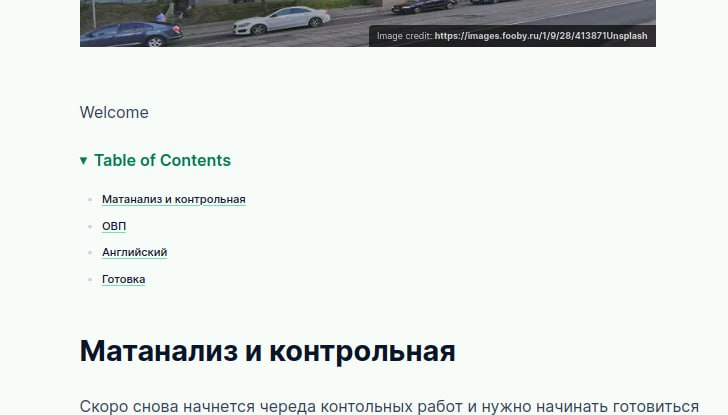 Image credit: https://images.fooby.ru/1/9/28/413871Unsplash
Welcome
▾ Table of Contents
Матанализ и контрольная
ОВП
Английский
Готовка
Матанализ и контрольная
Скоро снова начнется череда контольных работ и нужно начинать готовиться